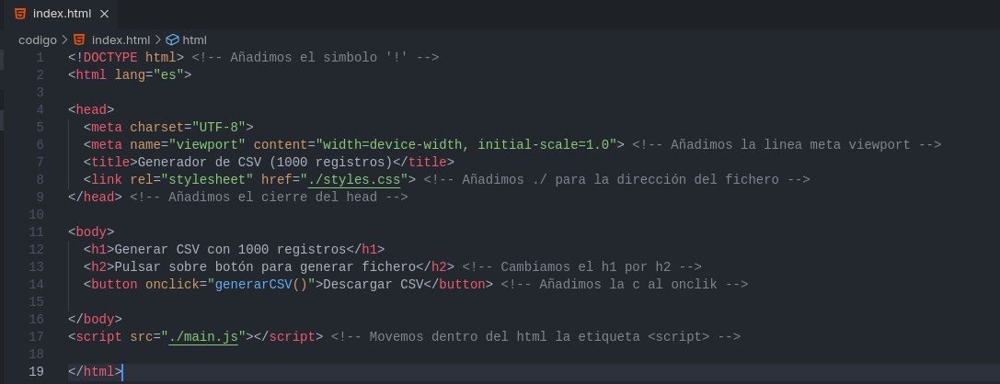 index.html
codigo > index.html > html
1 <!DOCTYPE html> <!-- Añadimos el simbolo '!' -->
2 <html lang="es">
3
4 <head>
5   <meta charset="UTF-8">
6   <meta name="viewport" content="width=device-width, initial-scale=1.0"> <!-- Añadimos la linea meta viewport -->
7   <title>Generador de CSV (1000 registros)</title>
8   <link rel="stylesheet" href="./styles.css"> <!-- Añadimos ./ para la dirección del fichero -->
9 </head> <!-- Añadimos el cierre del head -->
10
11 <body>
12   <h1>Generar CSV con 1000 registros</h1>
13   <h2>Pulsar sobre botón para generar fichero</h2> <!-- Cambiamos el h1 por h2 -->
14   <button onclick="generarCSV()">Descargar CSV</button> <!-- Añadimos la c al onclik -->
15
16 </body>
17 <script src="./main.js"></script> <!-- Movemos dentro del html la etiqueta <script> -->
18
19 </html>